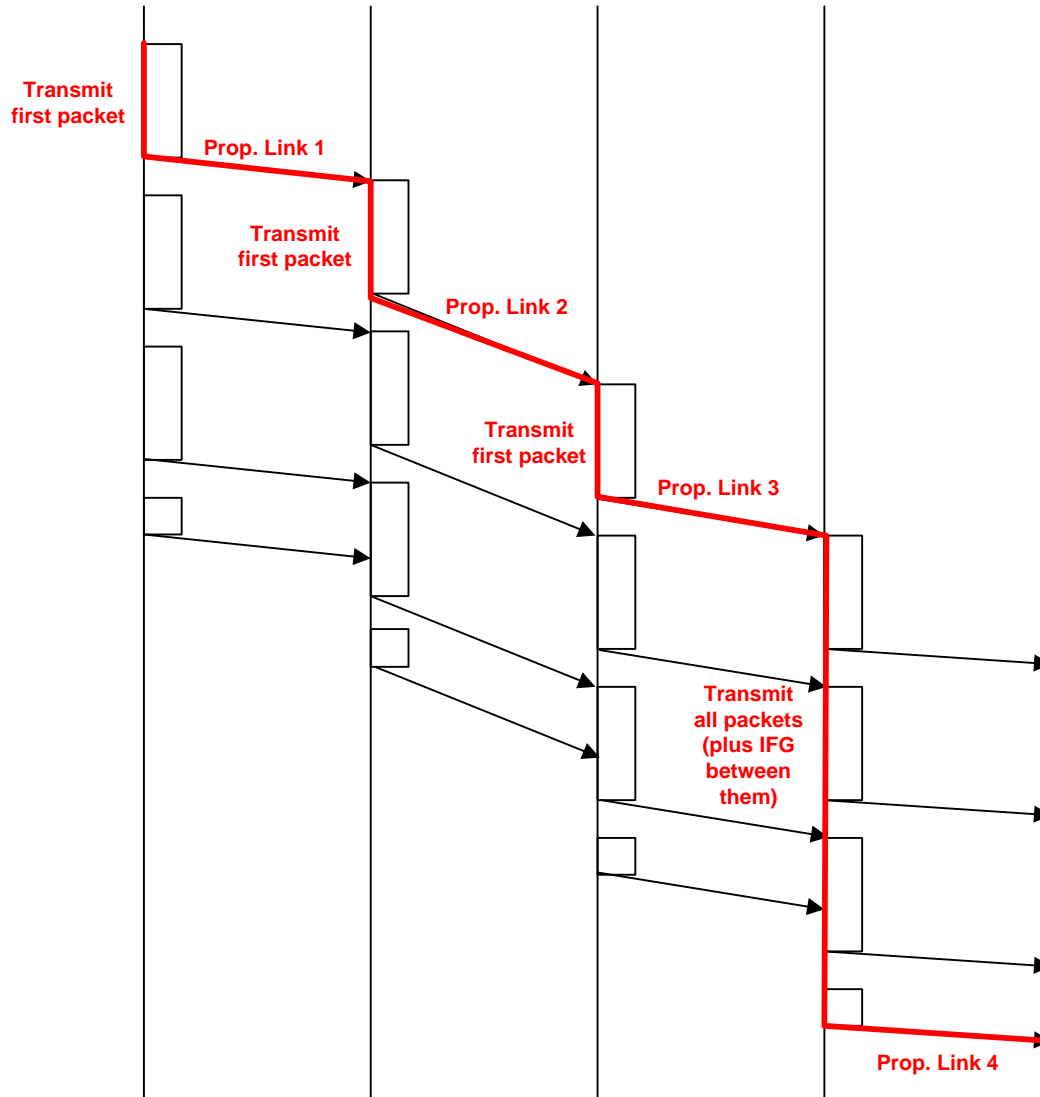 Transmit
first packet
Prop. Link 1
Transmit
first packet
Prop. Link 2
Transmit
first packet
Prop. Link 3
Transmit
all packets
(plus IFG
between
them)
Prop. Link 4